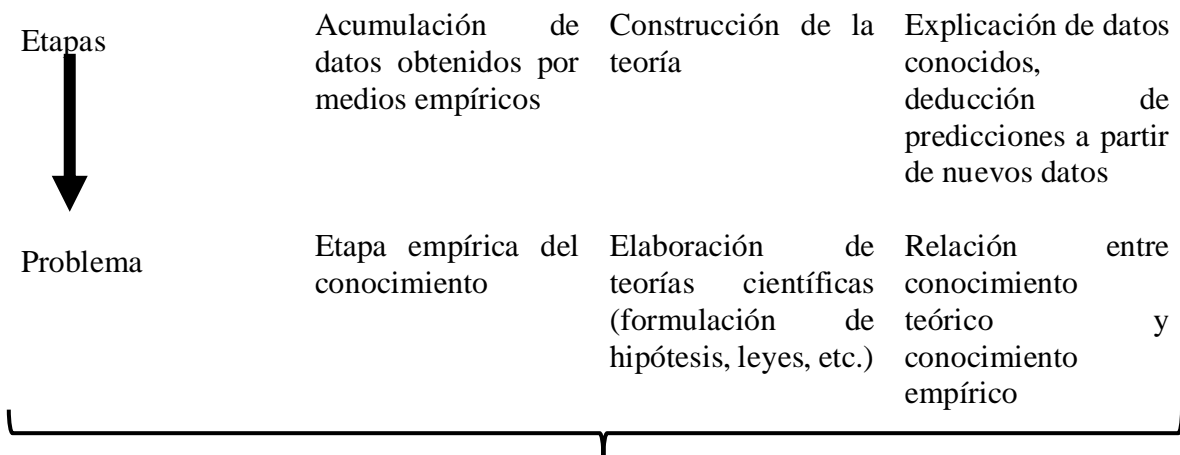 Etapas
Acumulación de
datos obtenidos por
medios empíricos
Construcción de la
teoría
Explicación de datos
conocidos,
deducción de
predicciones a partir
de nuevos datos
Problema
Etapa empírica del
conocimiento
Elaboración de
teorías científicas
(formulación de
hipótesis, leyes, etc.)
Relación entre
conocimiento
teórico y
conocimiento
empírico